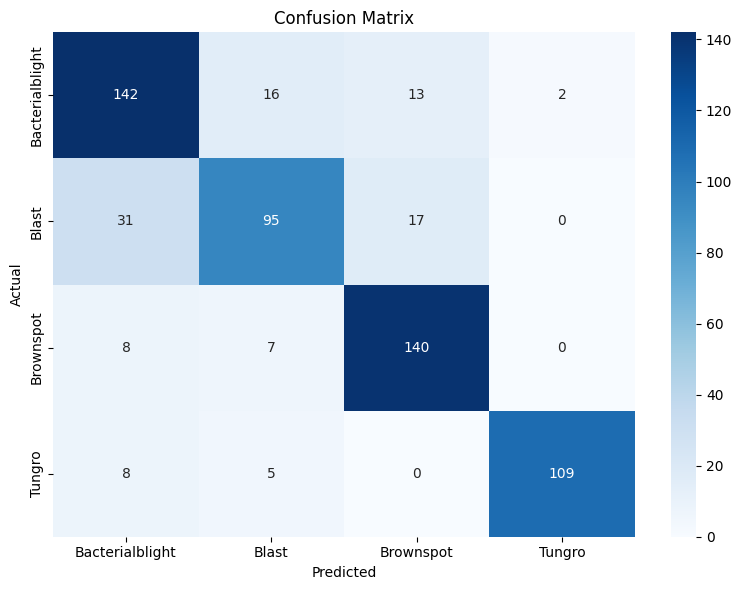 Confusion Matrix
Actual
Bacterialblight 142 16 13 2
Blast 31 95 17 0
Brownspot 8 7 140 0
Tungro 8 5 0 109
Bacterialblight Blast Brownspot Tungro
Predicted
140
120
100
80
60
40
20
0